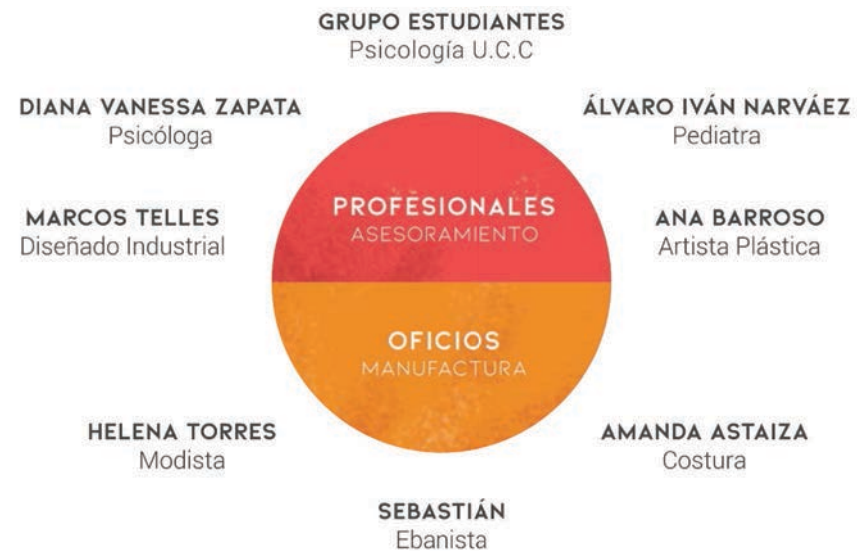 GRUPO ESTUDIANTES
Psicología U.C.C
DIANA VANESSA ZAPATA
Psicóloga
ÁLVARO IVÁN NARVÁEZ
Pediatra
MARCOS TELLES
Diseñado Industrial
PROFESIONALES
ASESORAMIENTO
ANA BARROSO
Artista Plástica
OFICIOS
MANUFACTURA
HELENA TORRES
Modista
AMANDA ASTAIZA
Costura
SEBASTIÁN
Ebanista